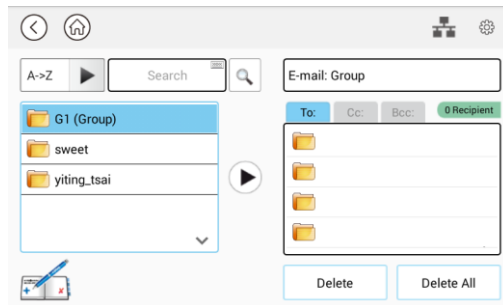 A->Z
Search
E-mail: Group
G1 (Group)
sweet
yiting_tsai
To:
Cc:
Bcc:
0 Recipient
Delete
Delete All